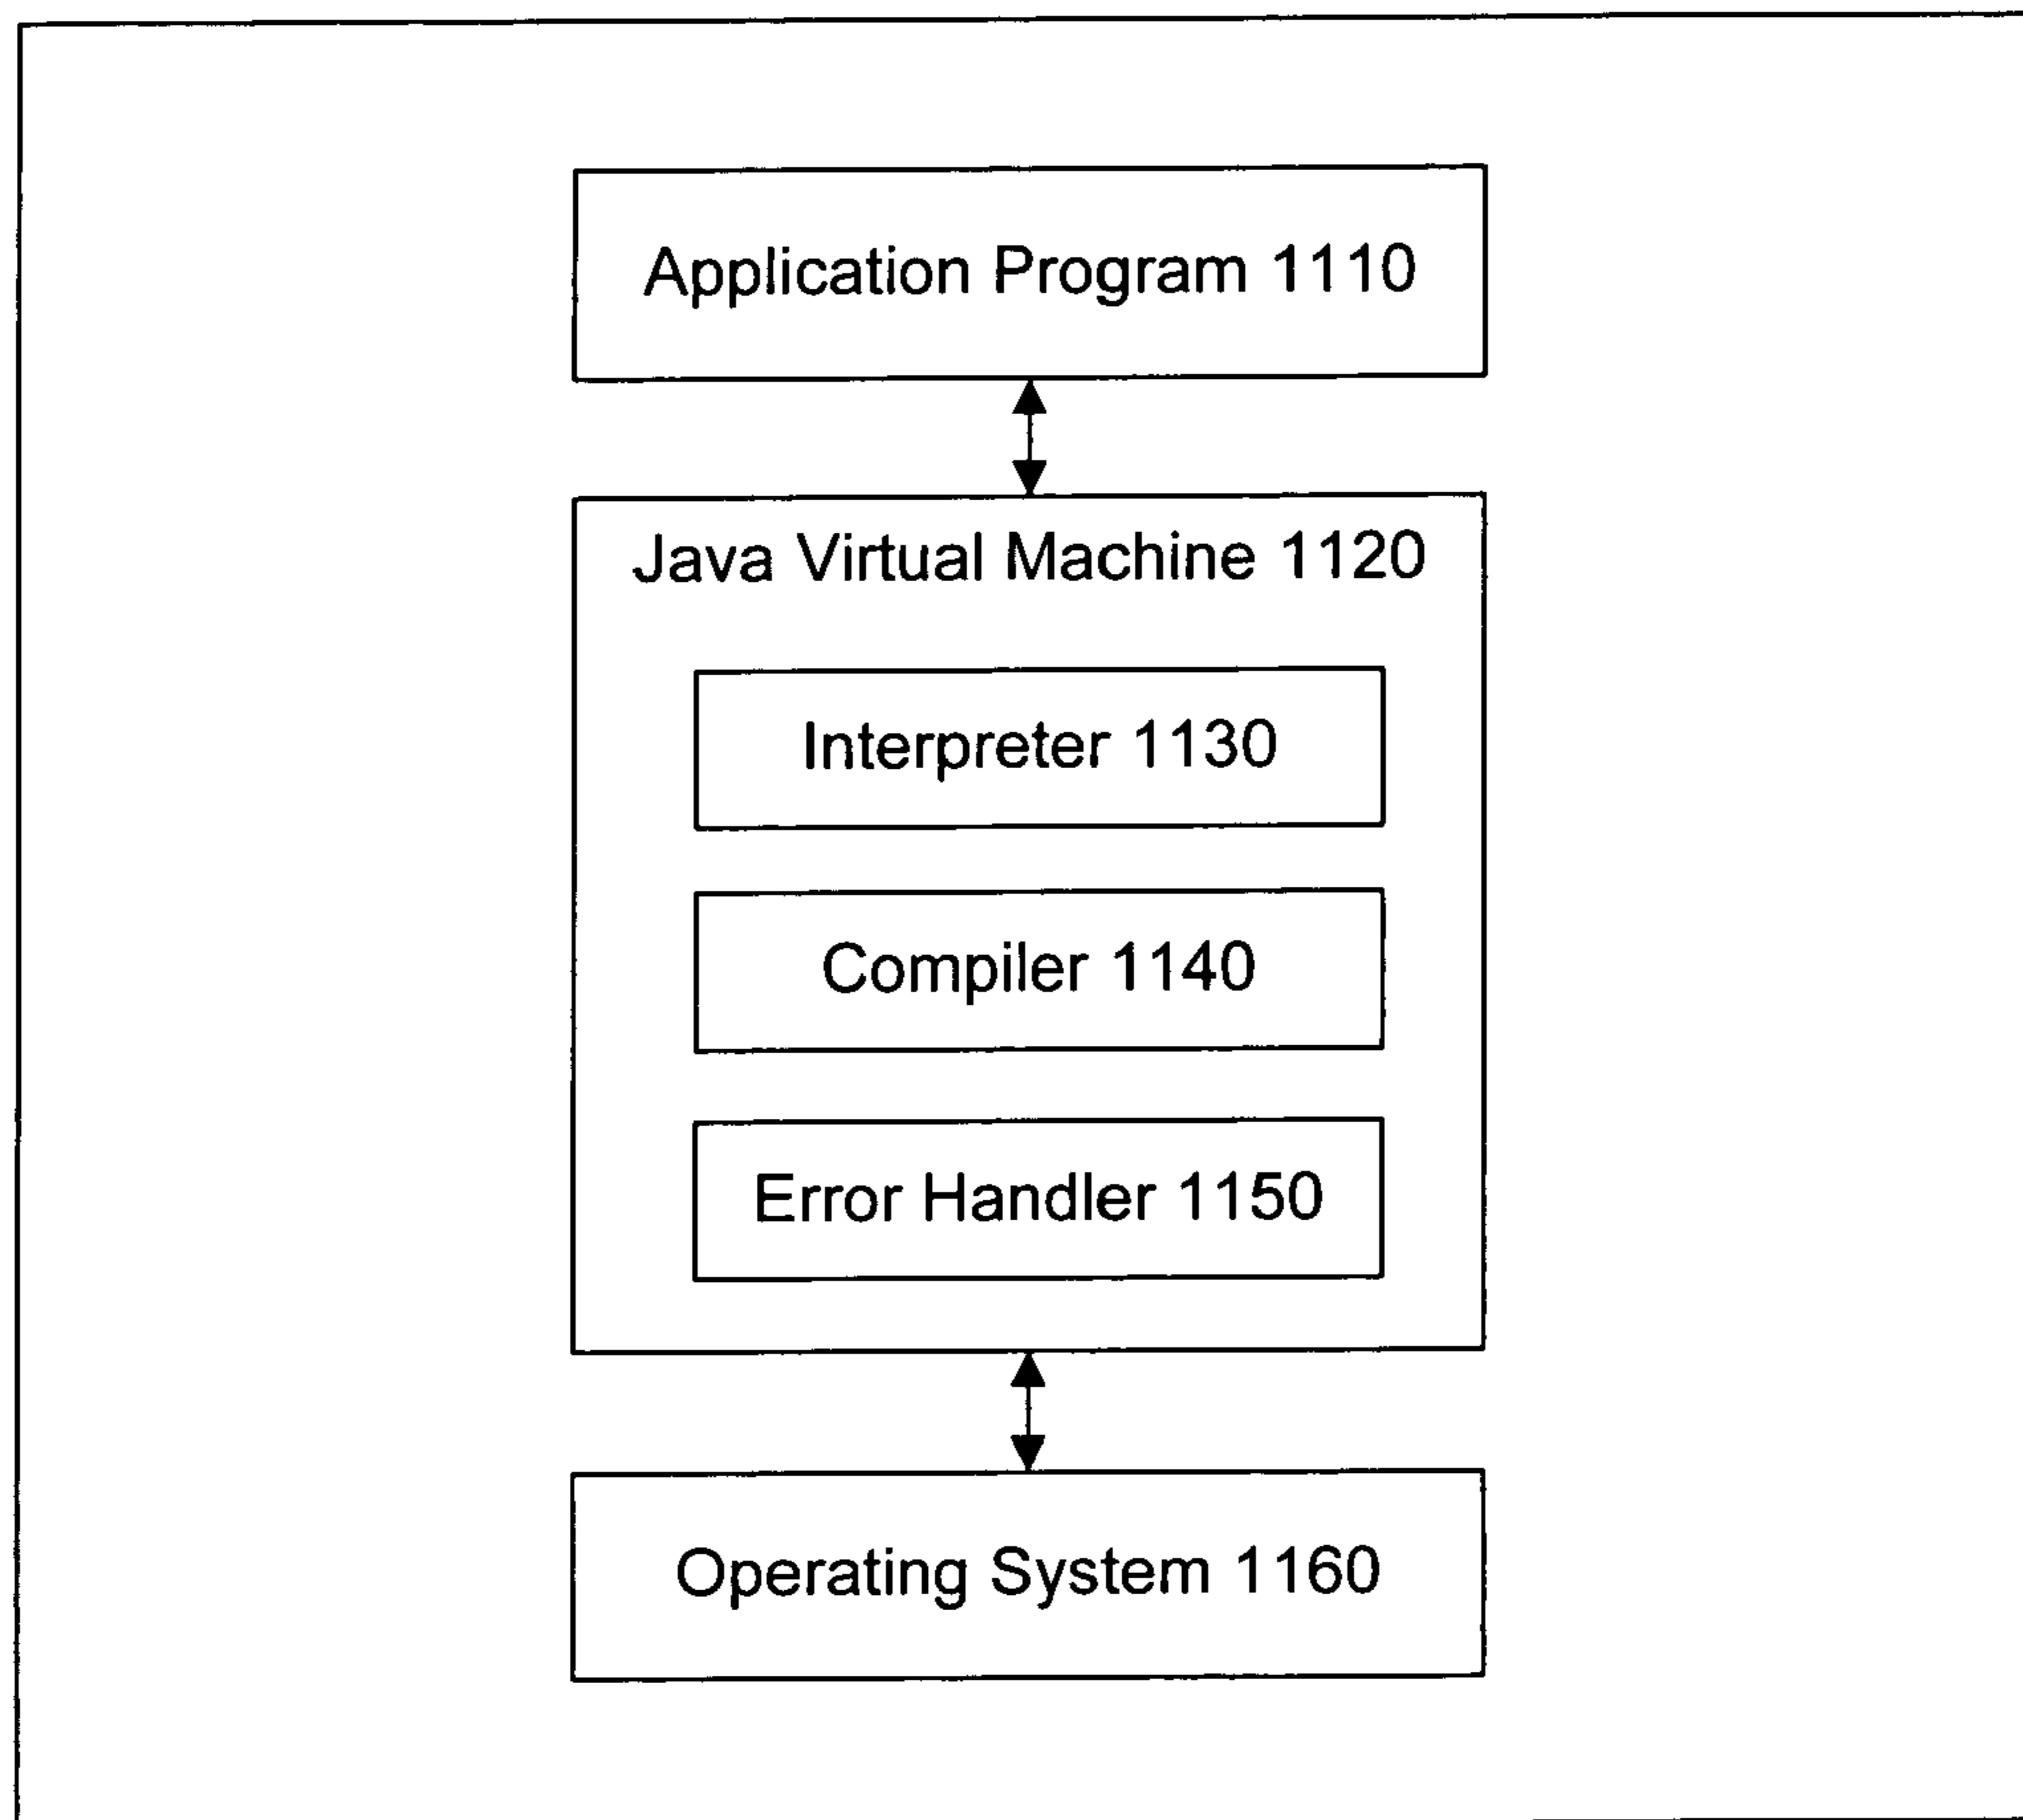 Application Program 1110
Java Virtual Machine 1120
Interpreter 1130
Compiler 1140
Error Handler 1150
Operating System 1160